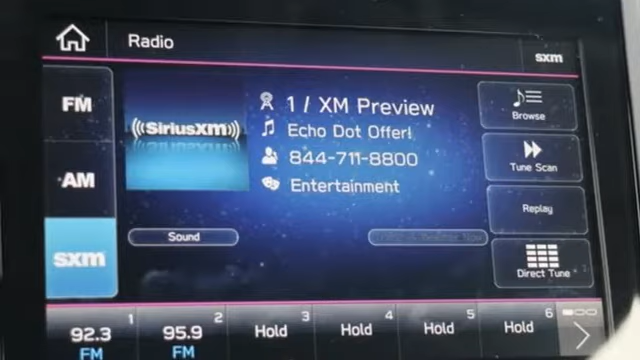 Radio
sxm
FM
AM
sxm
((SiriusXM))
1 / XM Preview
Echo Dot Offer!
844-711-8800
Entertainment
Browse
Tune Scan
Replay
Direct Tune
Sound
1
92.3
FM
2
95.9
FM
3
Hold
4
Hold
5
Hold
6
Hold